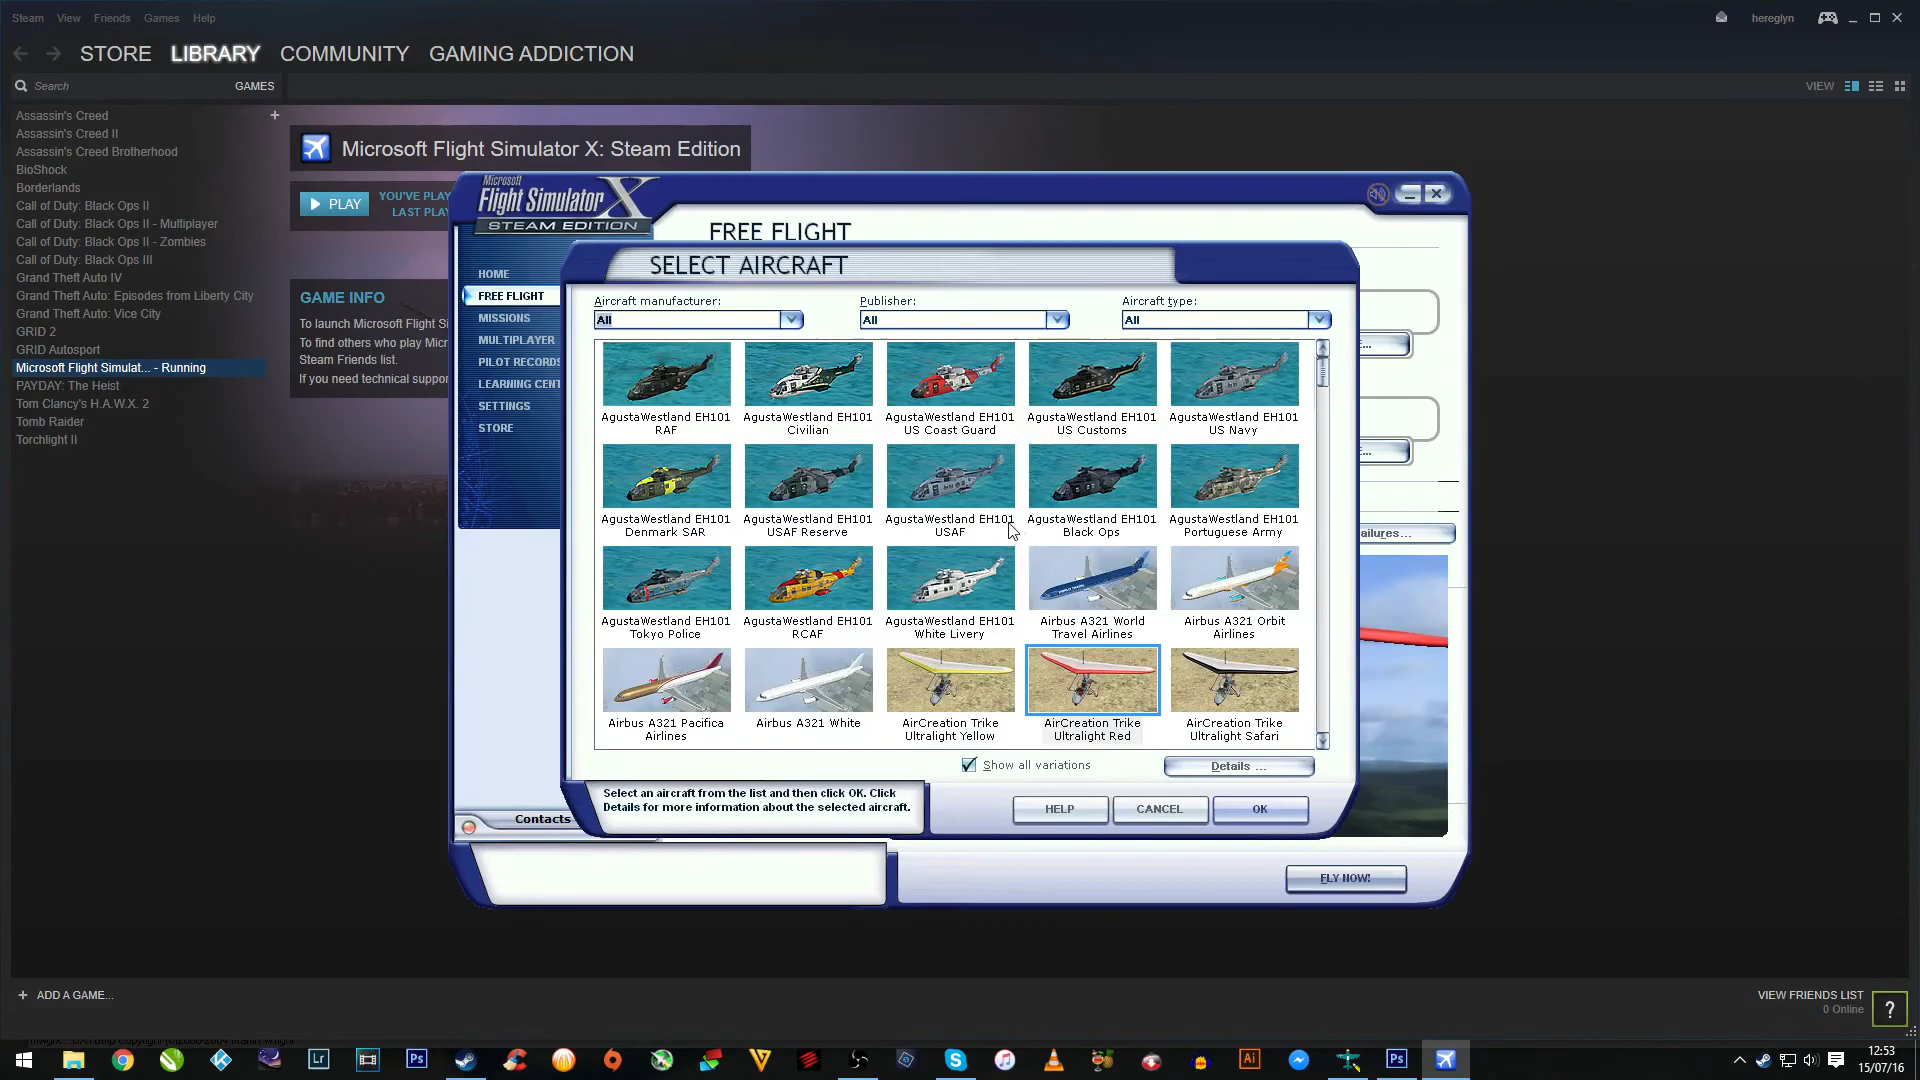 Steam View Friends Games Help
hereglyn
STORE LIBRARY COMMUNITY GAMING ADDICTION
Search
GAMES
VIEW
Assassin's Creed
Assassin's Creed II
Assassin's Creed Brotherhood
BioShock
Borderlands
Call of Duty: Black Ops II
Call of Duty: Black Ops II - Multiplayer
Call of Duty: Black Ops II - Zombies
Call of Duty: Black Ops III
Grand Theft Auto IV
Grand Theft Auto: Episodes from Liberty City
Grand Theft Auto: Vice City
GRID 2
GRID Autosport
Microsoft Flight Simulat... - Running
PAYDAY: The Heist
Tom Clancy's H.A.W.X. 2
Tomb Raider
Torchlight II
Microsoft Flight Simulator X: Steam Edition
PLAY
YOU'VE PLAY
LAST PLA
GAME INFO
To launch Microsoft Flight S
To find others who play Micr
Steam Friends list.
If you need technical suppor
Microsoft
Flight Simulator X
STEAM EDITION
FREE FLIGHT
HOME
FREE FLIGHT
MISSIONS
MULTIPLAYER
PILOT RECORDS
LEARNING CENT
SETTINGS
STORE
SELECT AIRCRAFT
Aircraft manufacturer:
All
Publisher:
All
Aircraft type:
All
AgustaWestland EH101 RAF
AgustaWestland EH101 Civilian
AgustaWestland EH101 US Coast Guard
AgustaWestland EH101 US Customs
AgustaWestland EH101 US Navy
AgustaWestland EH101 Denmark SAR
AgustaWestland EH101 USAF Reserve
AgustaWestland EH101 USAF
AgustaWestland EH101 Black Ops
AgustaWestland EH101 Portuguese Army
AgustaWestland EH101 Tokyo Police
AgustaWestland EH101 RCAF
AgustaWestland EH101 White Livery
Airbus A321 World Travel Airlines
Airbus A321 Orbit Airlines
Airbus A321 Pacifica Airlines
Airbus A321 White
AirCreation Trike Ultralight Yellow
AirCreation Trike Ultralight Red
AirCreation Trike Ultralight Safari
Show all variations
Details ...
Select an aircraft from the list and then click OK. Click
Details for more information about the selected aircraft.
HELP
CANCEL
OK
ailures...
Contacts
FLY NOW!
+ ADD A GAME...
VIEW FRIENDS LIST
0 Online
?
Lr
Ps
Ai
Ps
12:53
15/07/16